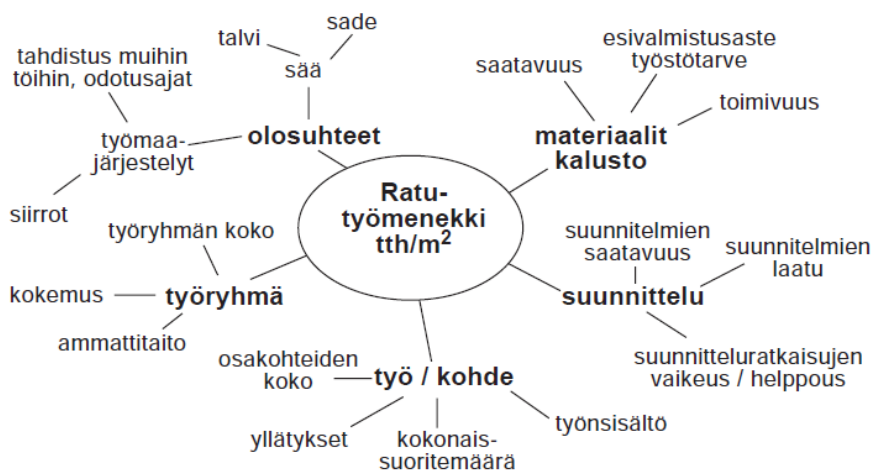 tahdistus muihin
töihin, odotusajat
talvi
sade
sää
olosuhteet
työmaa-
järjestelyt
siirrot
esivalmistusaste
työstötarve
saatavuus
toimivuus
materiaalit
kalusto
Ratu-
työmenekki
tth/m²
työryhmän koko
kokemus
työryhmä
ammattitaito
suunnitelmien
saatavuus
suunnitelmien
laatu
suunnittelu
suunnitteluratkaisujen
vaikeus / helppous
osakohteiden
koko
työ / kohde
yllätykset
kokonais-
suoritemäärä
työnsisältö